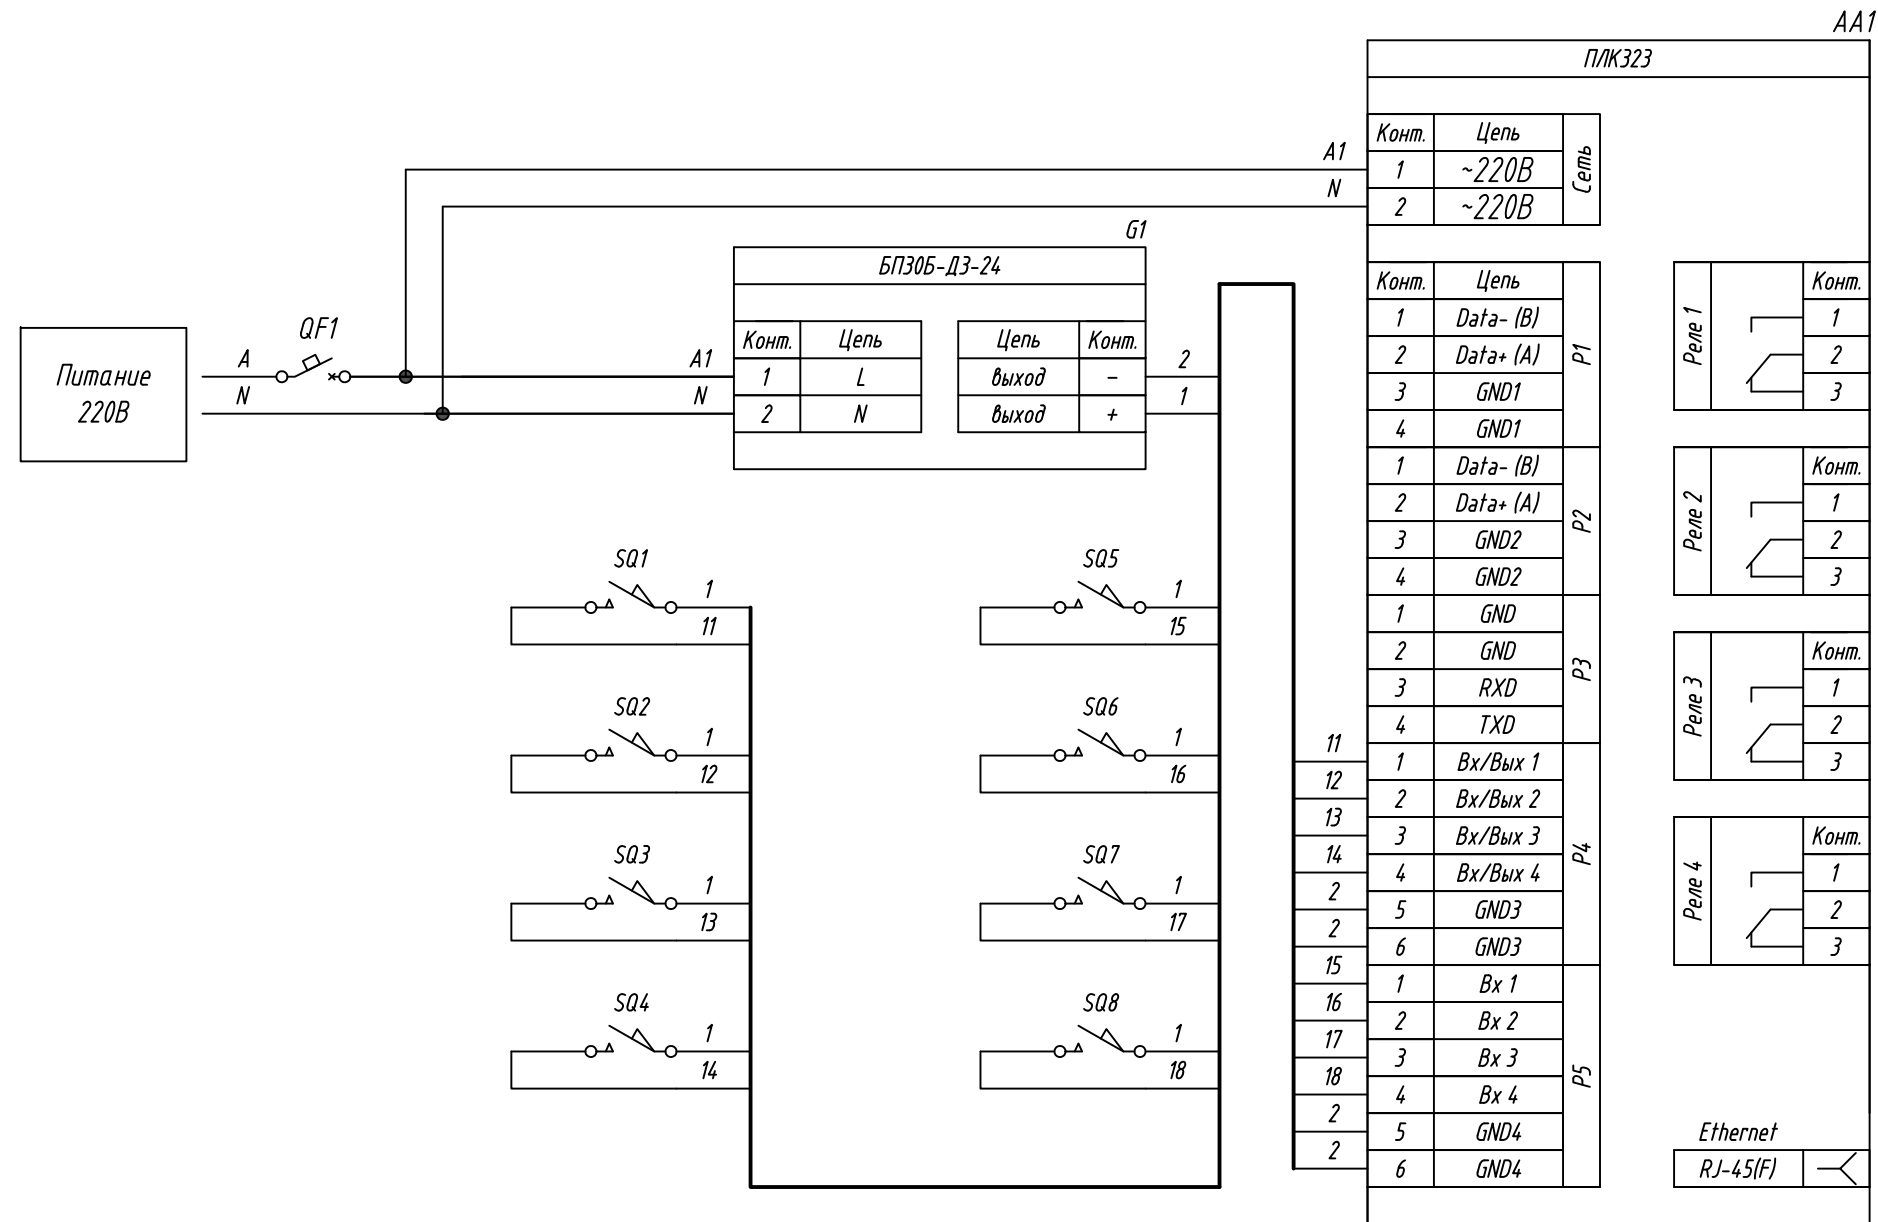 AA1
ПЛК323
Конт. Цепь Сеть
A1
1 ~220В
N
2 ~220В
G1
БП30Б-Д3-24
Конт. Цепь
A1
1 L
N
2 N
Цепь Конт.
выход - 2
выход + 1
Питание
220В
A
N
QF1
SQ1
1
11
SQ2
1
12
SQ3
1
13
SQ4
1
14
SQ5
1
15
SQ6
1
16
SQ7
1
17
SQ8
1
18
Конт. Цепь
P1
1 Data- (B)
2 Data+ (A)
3 GND1
4 GND1
P2
1 Data- (B)
2 Data+ (A)
3 GND2
4 GND2
P3
1 GND
2 GND
3 RXD
4 TXD
P4
11 1 Вх/Вых 1
12 2 Вх/Вых 2
13 3 Вх/Вых 3
14 4 Вх/Вых 4
2 5 GND3
2 6 GND3
P5
15 1 Вх 1
16 2 Вх 2
17 3 Вх 3
18 4 Вх 4
2 5 GND4
2 6 GND4
Реле 1
Конт.
1
2
3
Реле 2
Конт.
1
2
3
Реле 3
Конт.
1
2
3
Реле 4
Конт.
1
2
3
Ethernet
RJ-45(F)